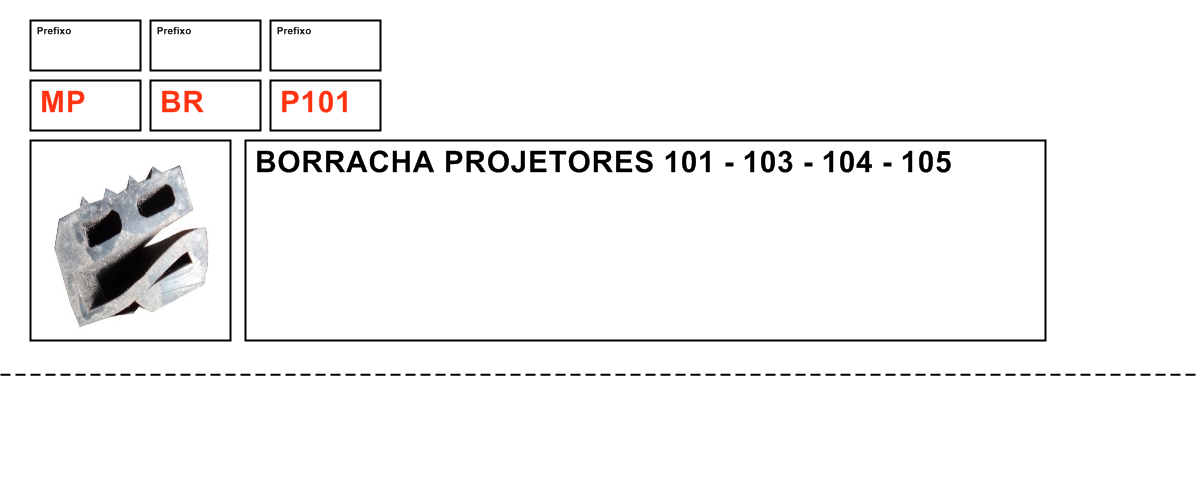 Prefixo Prefixo Prefixo
MP BR P101
BORRACHA PROJETORES 101 - 103 - 104 - 105